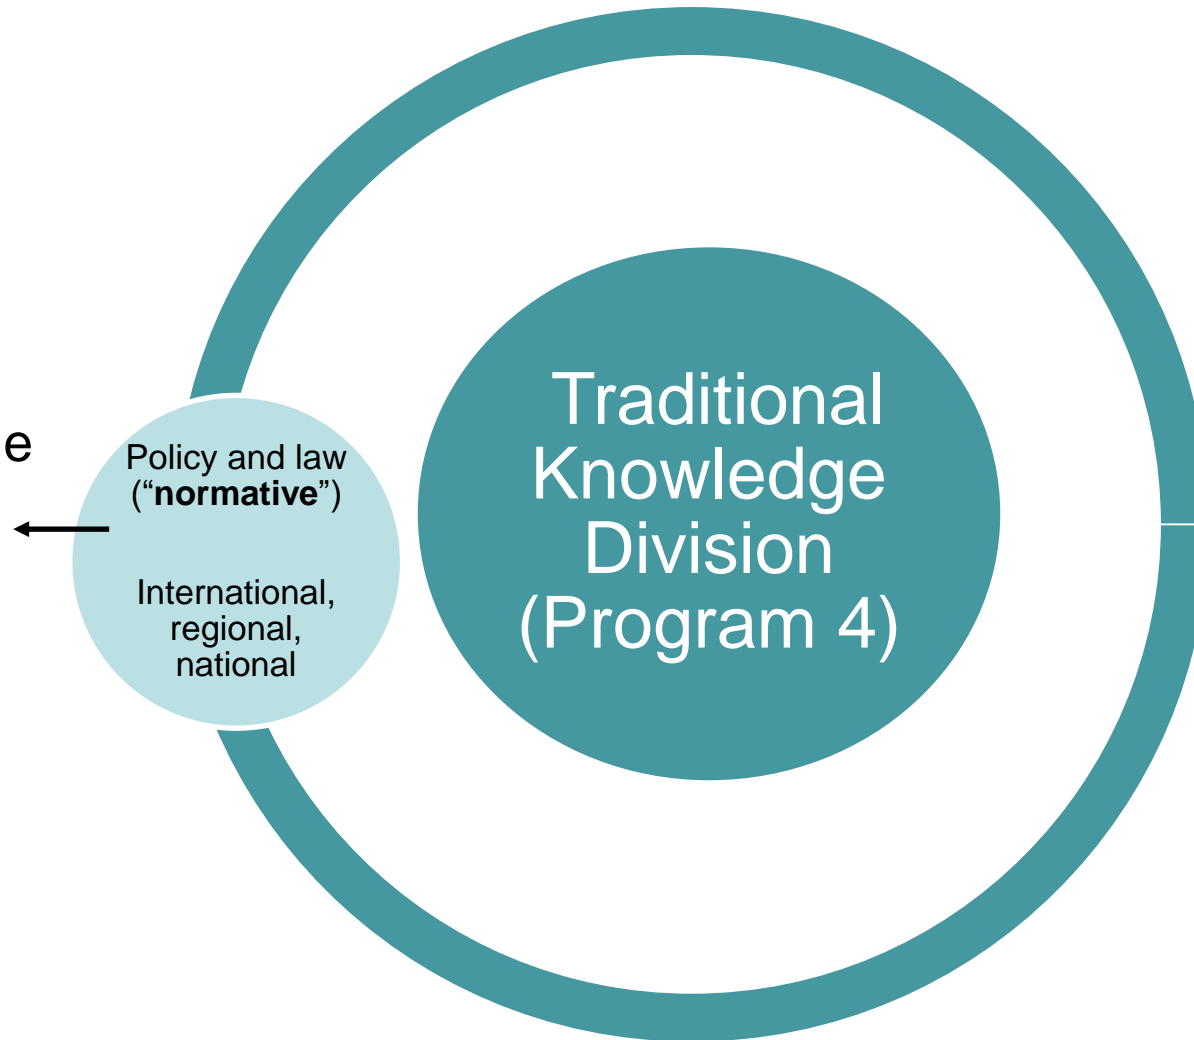 e
Policy and law
(“normative”)
International,
regional,
national
Traditional
Knowledge
Division
(Program 4)